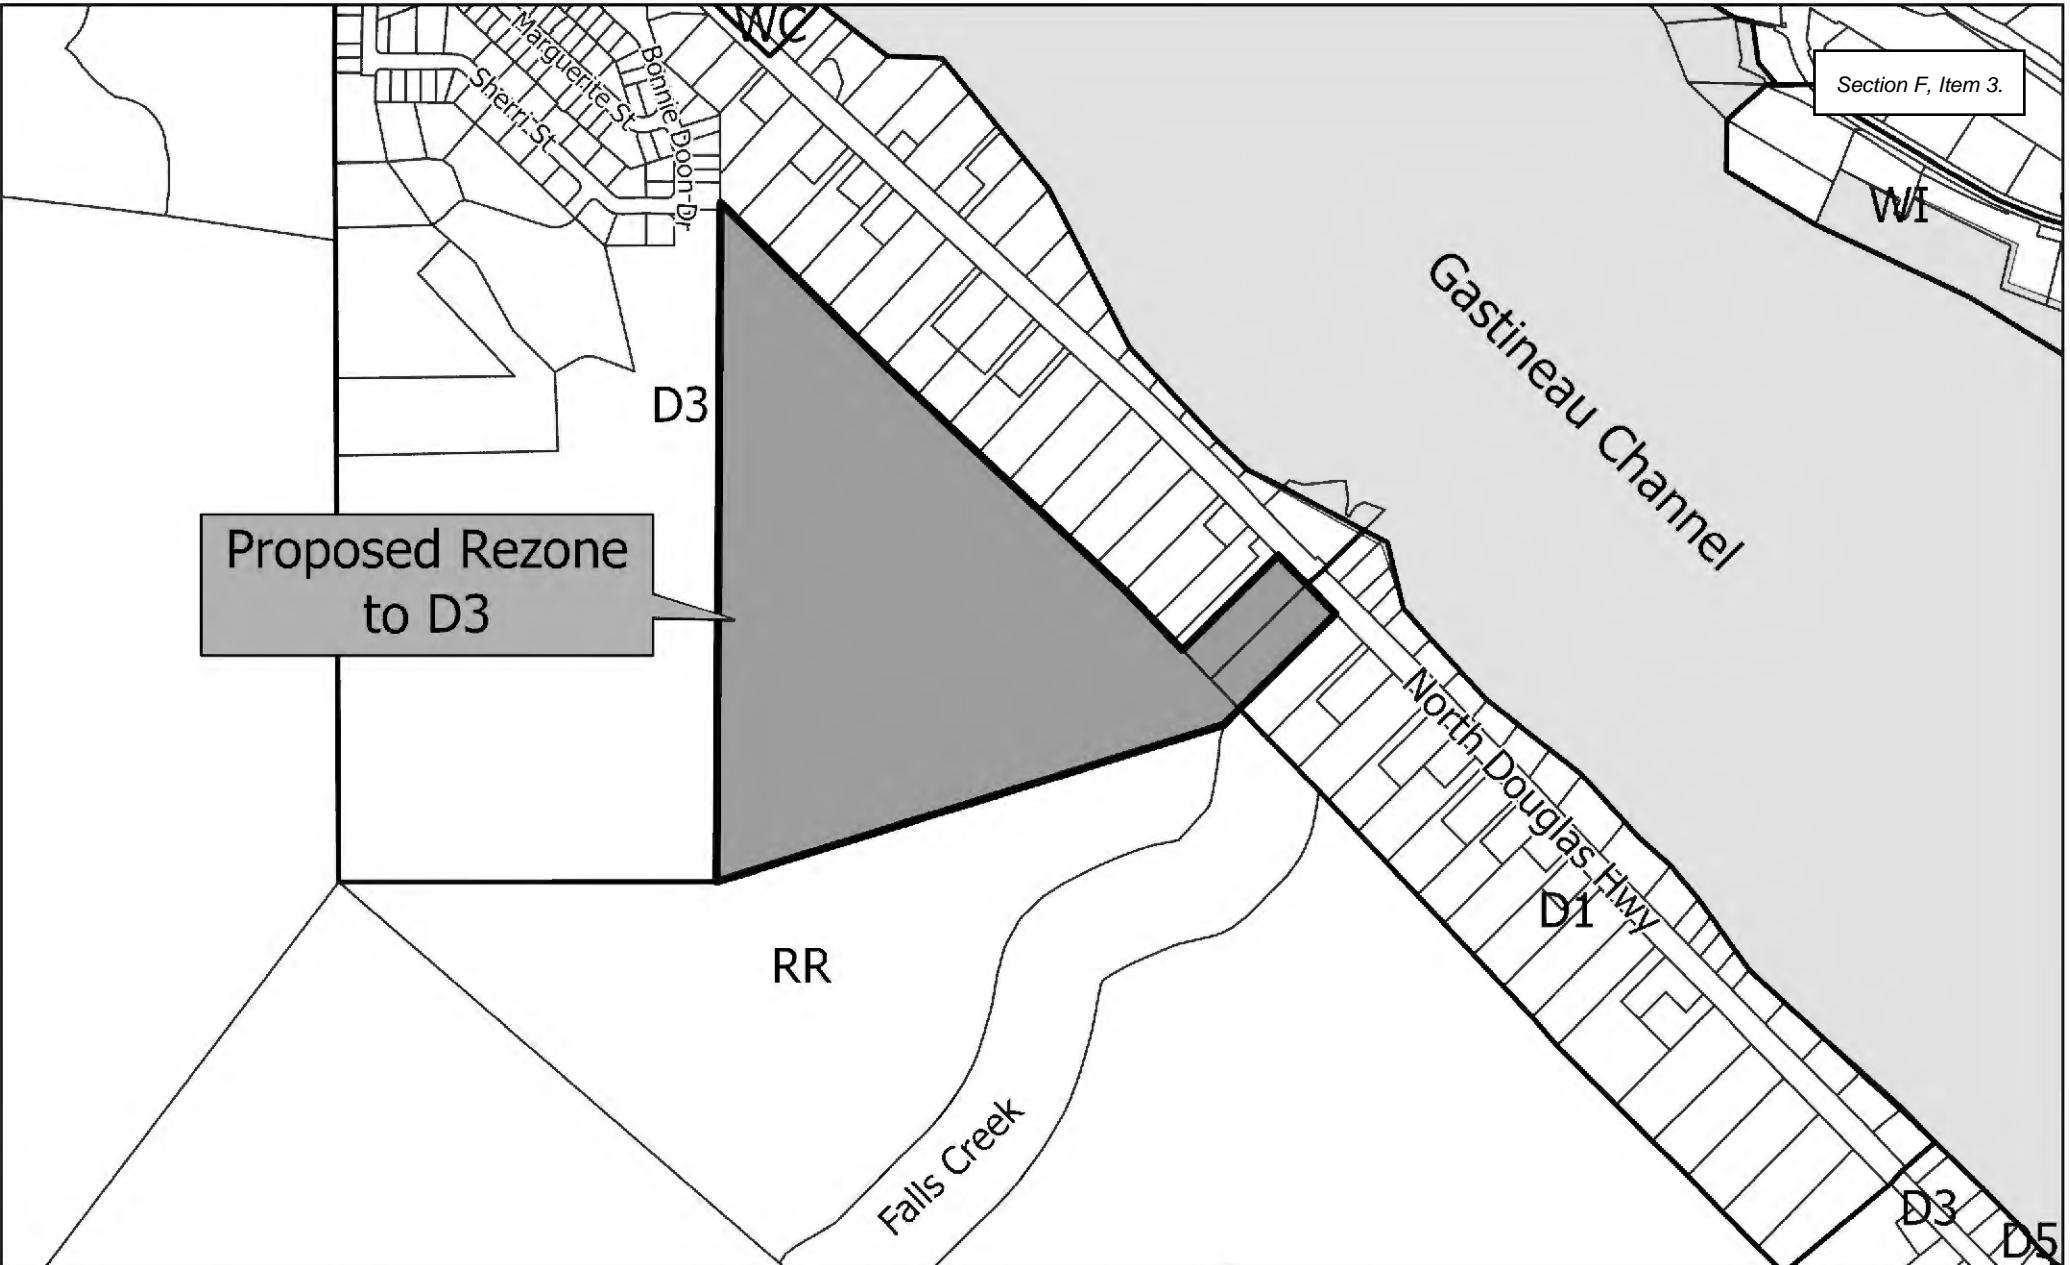 WC
Marguerite St
Bonnie Doon Dr
Sherri St
Section F, Item 3.
WI
Gastineau Channel
D3
Proposed Rezone
to D3
North Douglas Hwy
D1
RR
Falls Creek
D3
D5